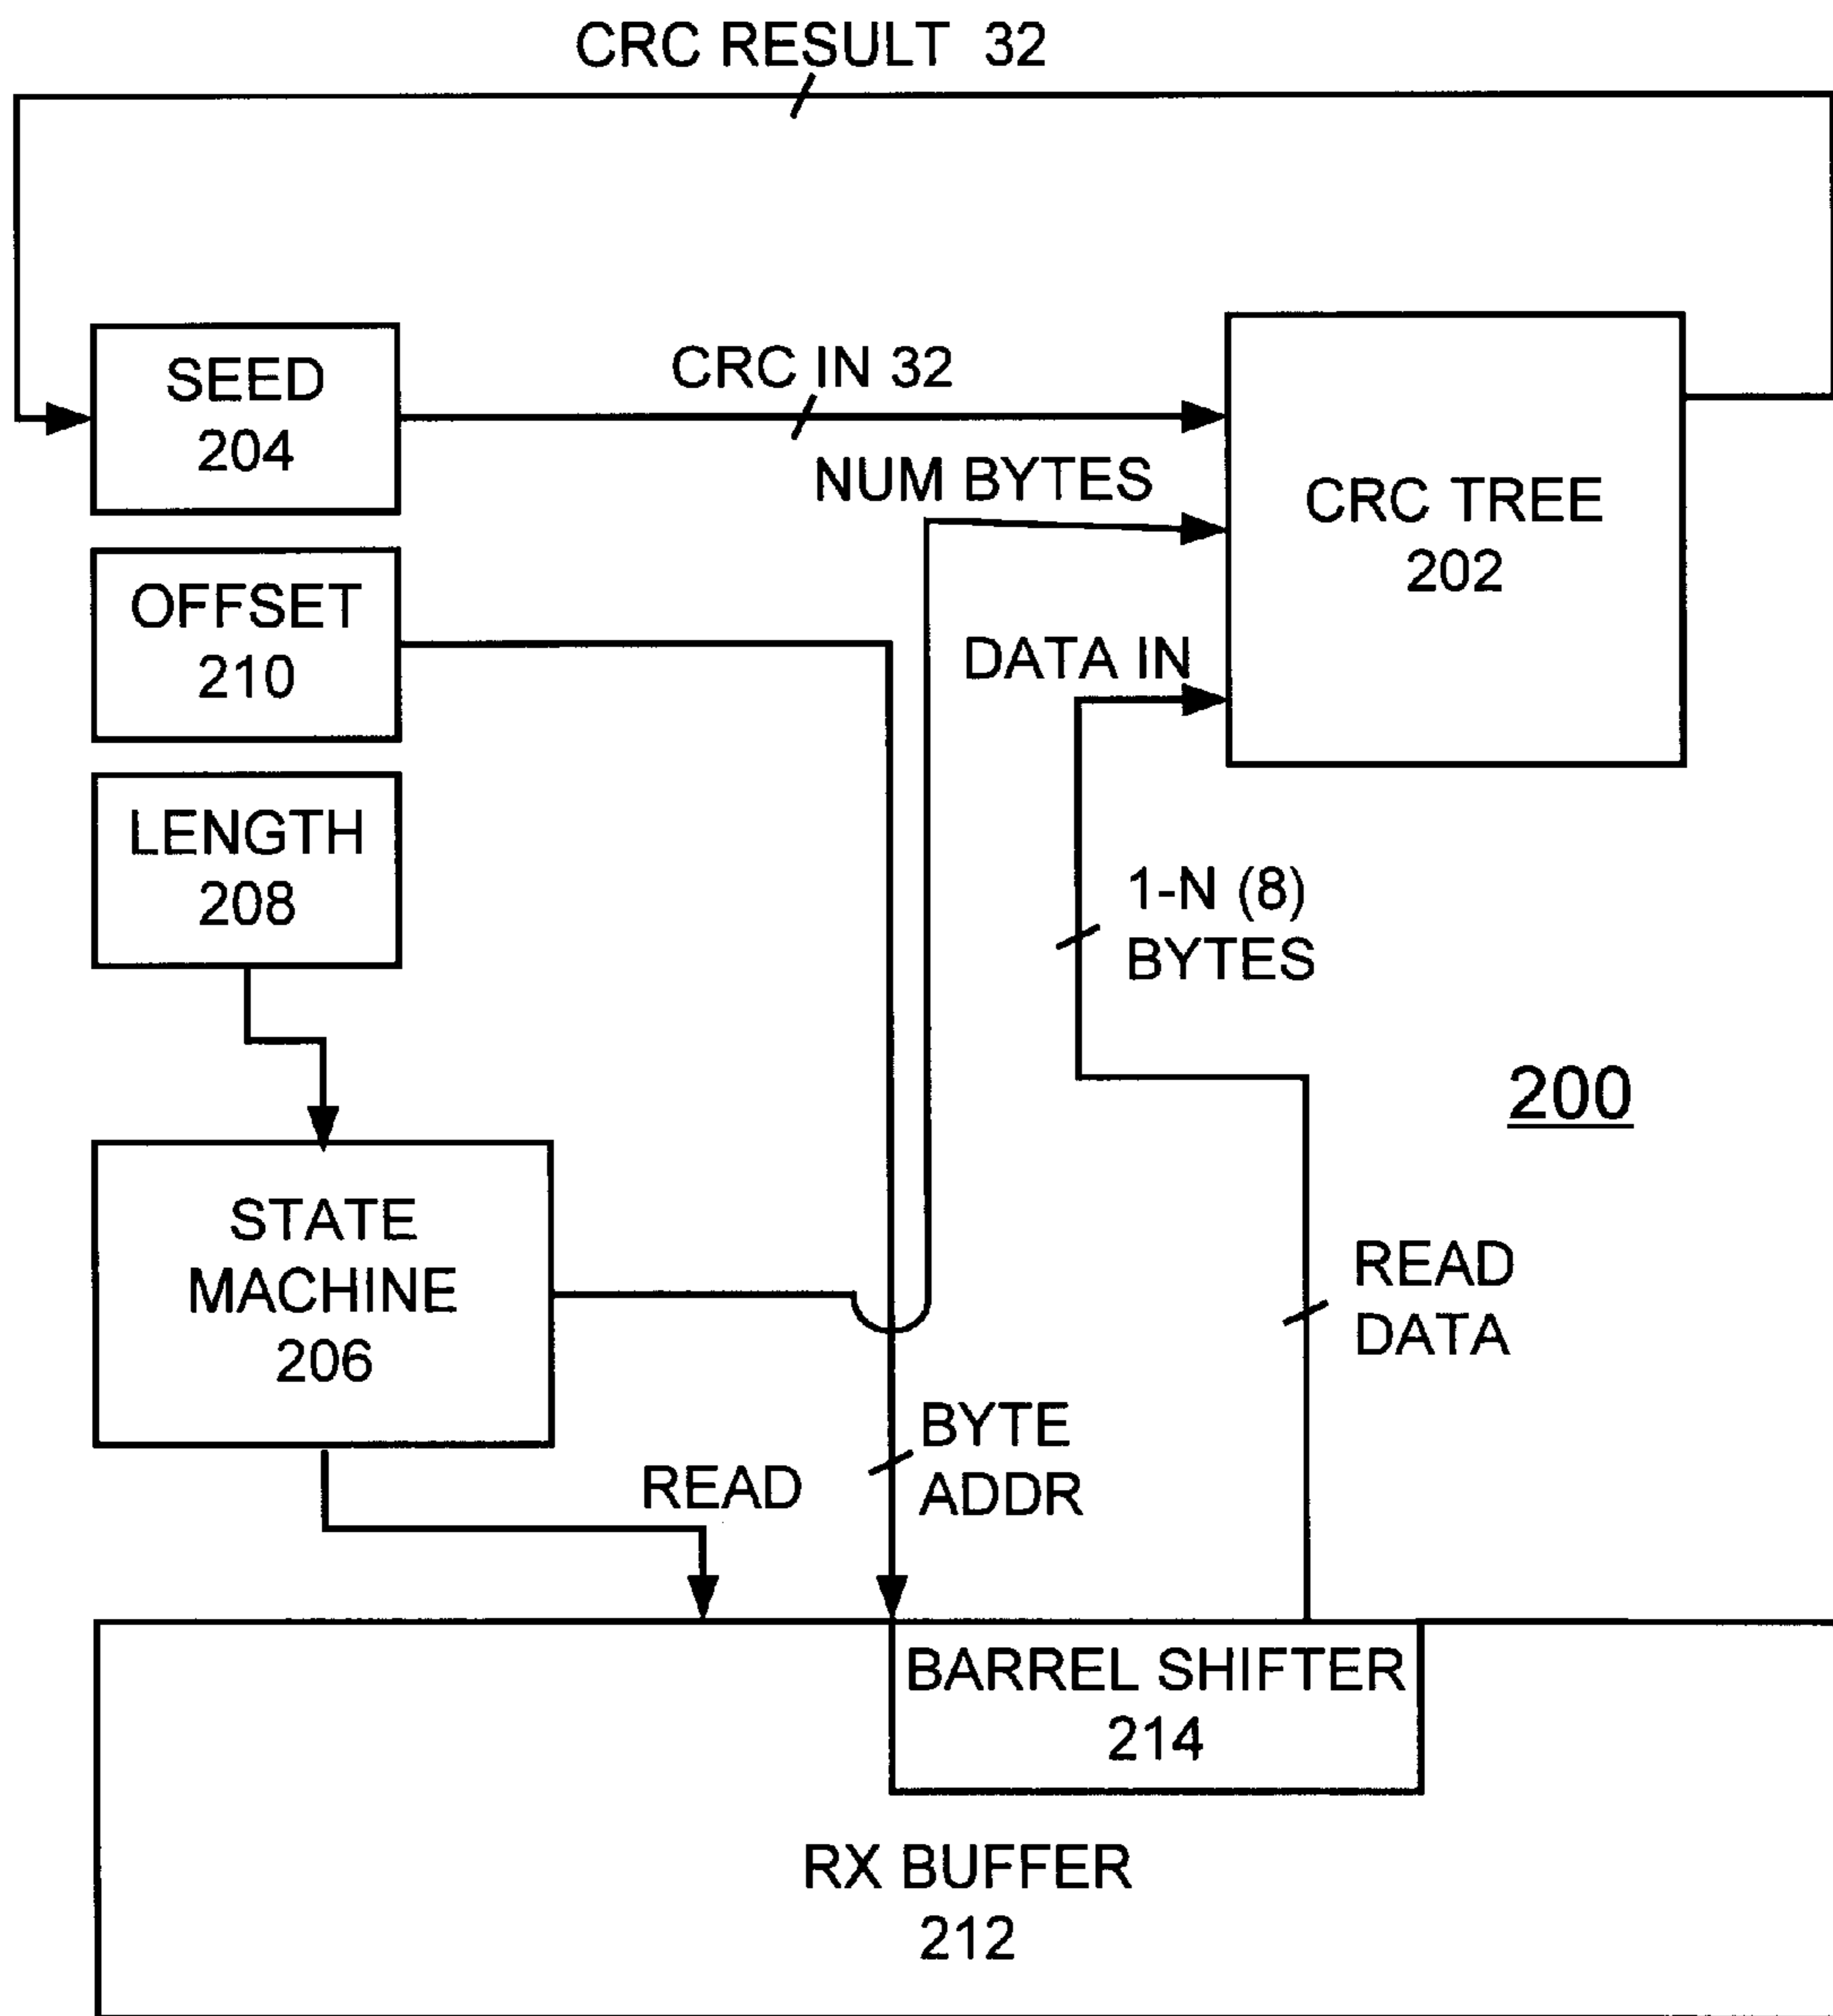 CRC RESULT 32
SEED
204
CRC IN 32
NUM BYTES
CRC TREE
202
OFFSET
210
DATA IN
LENGTH
208
1-N (8)
BYTES
200
STATE
MACHINE
206
READ
DATA
READ
BYTE
ADDR
BARREL SHIFTER
214
RX BUFFER
212